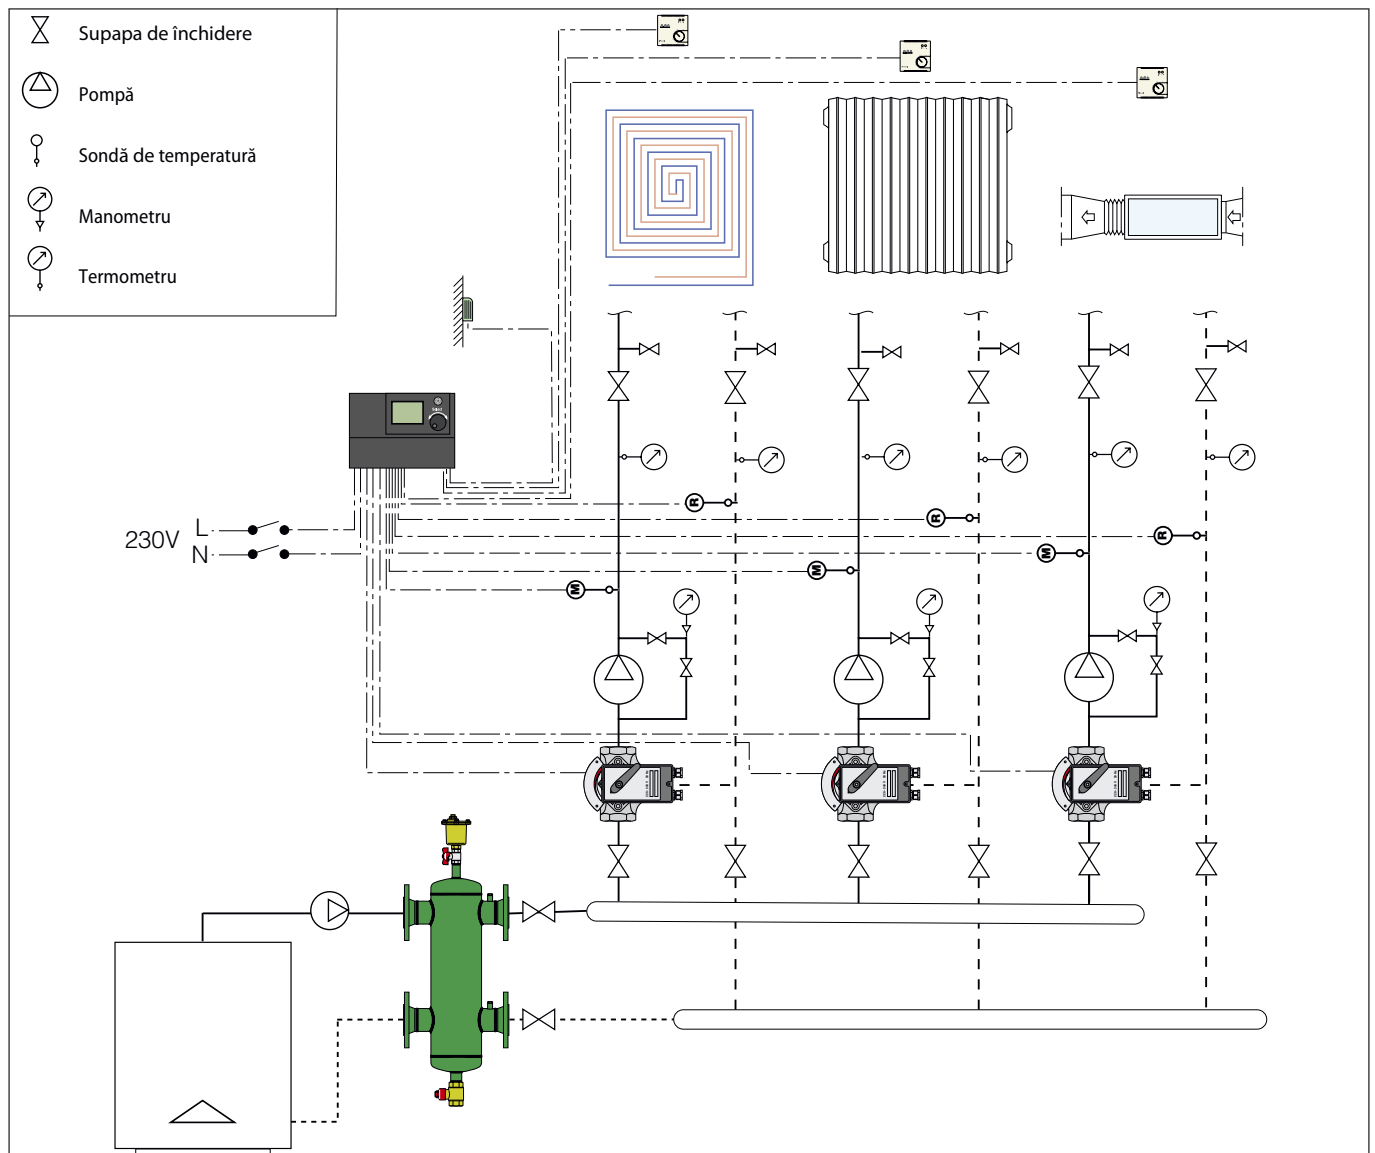 Supapa de închidere
Pompă
Sondă de temperatură
Manometru
Termometru
230V
L
N
R
R
R
M
M
M